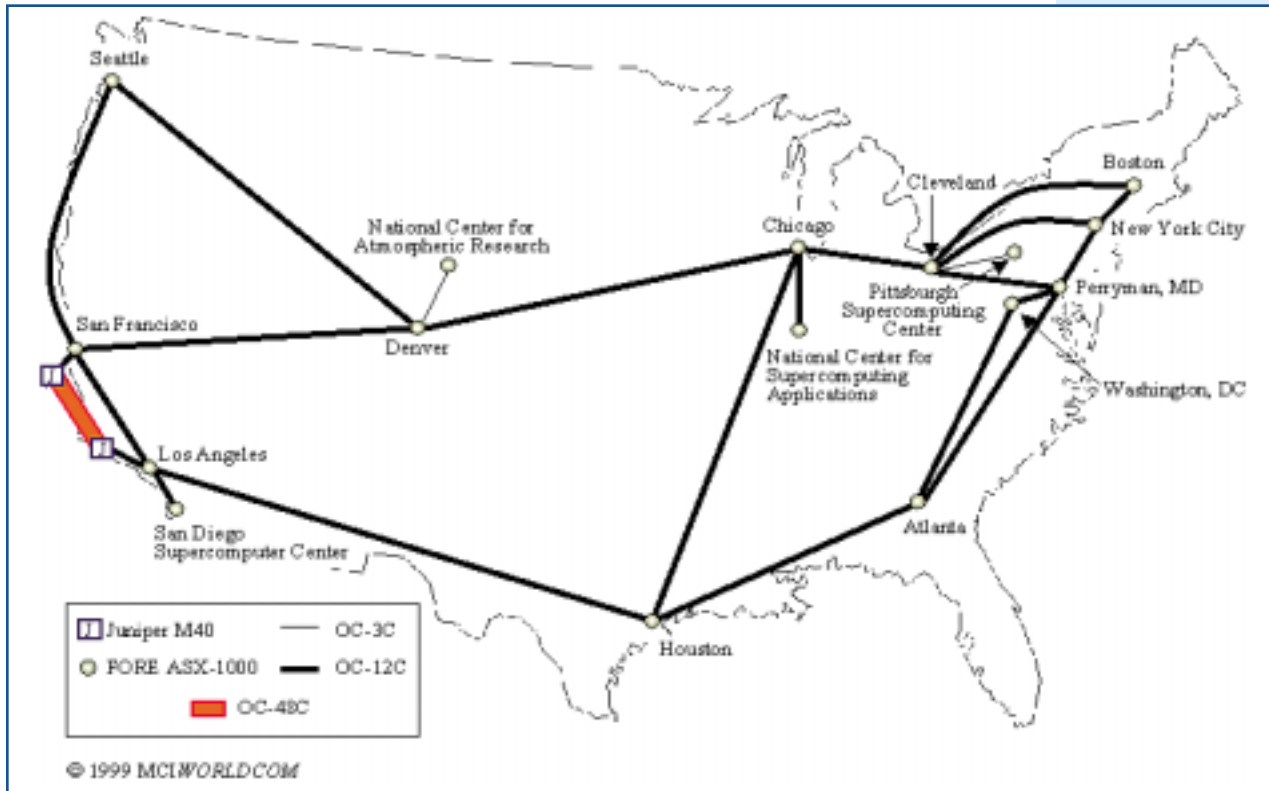 Seattle
Boston
Cleveland
National Center for
Atmospheric Research
Chicago
New York City
Pittsburgh
Supercomputing
Center
Perryman, MD
San Francisco
Denver
National Center for
Supercomputing
Applications
Washington, DC
J
J
Los Angeles
San Diego
Supercomputer Center
Atlanta
Houston
J Juniper M40
OC-3C
FORE ASX-1000
OC-12C
OC-48C
© 1999 MCIWORLDCOM